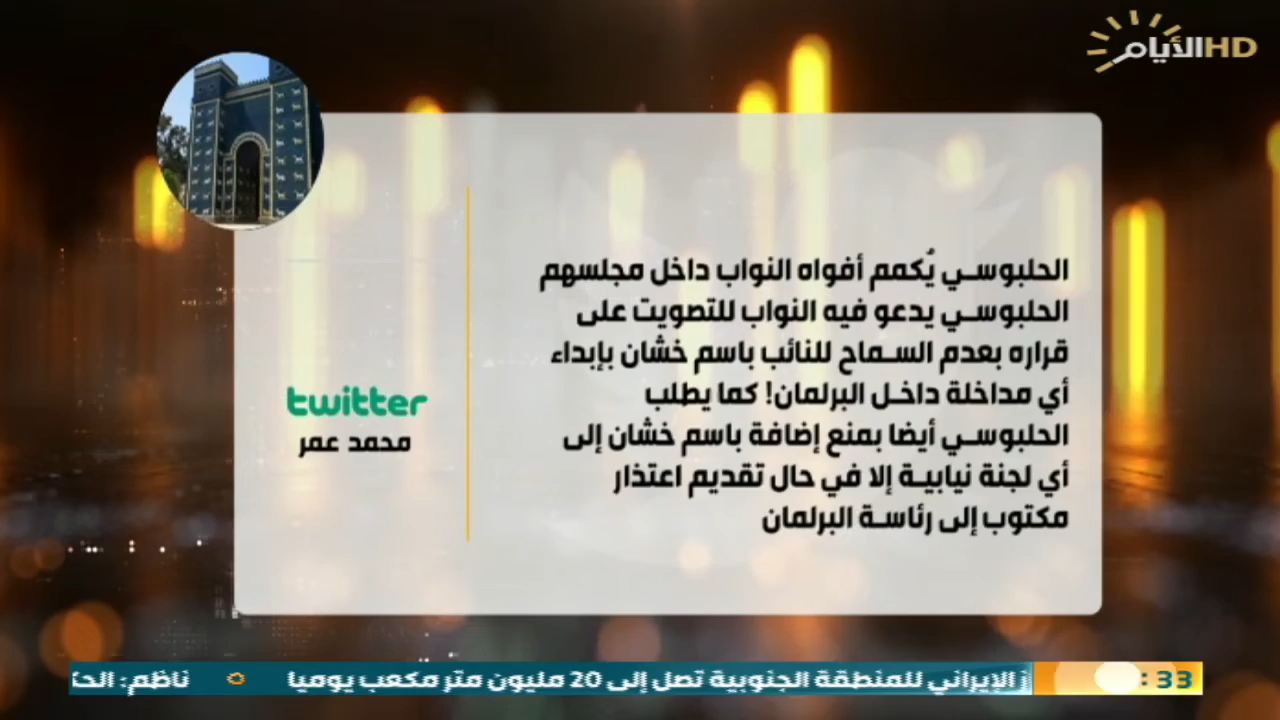 الأيام HD
الحلبوسي يُكمم أفواه النواب داخل مجلسهم
الحلبوسي يدعو فيه النواب للتصويت على
قراره بعدم السماح للنائب باسم خشان بإبداء
أي مداخلة داخل البرلمان! كما يطلب
الحلبوسي أيضا بمنع إضافة باسم خشان إلى
أي لجنة نيابية إلا في حال تقديم اعتذار
مكتوب إلى رئاسة البرلمان
twitter
محمد عمر
: 33
الإيراني للمنطقة الجنوبية تصل إلى 20 مليون متر مكعب يوميا
ناظم: